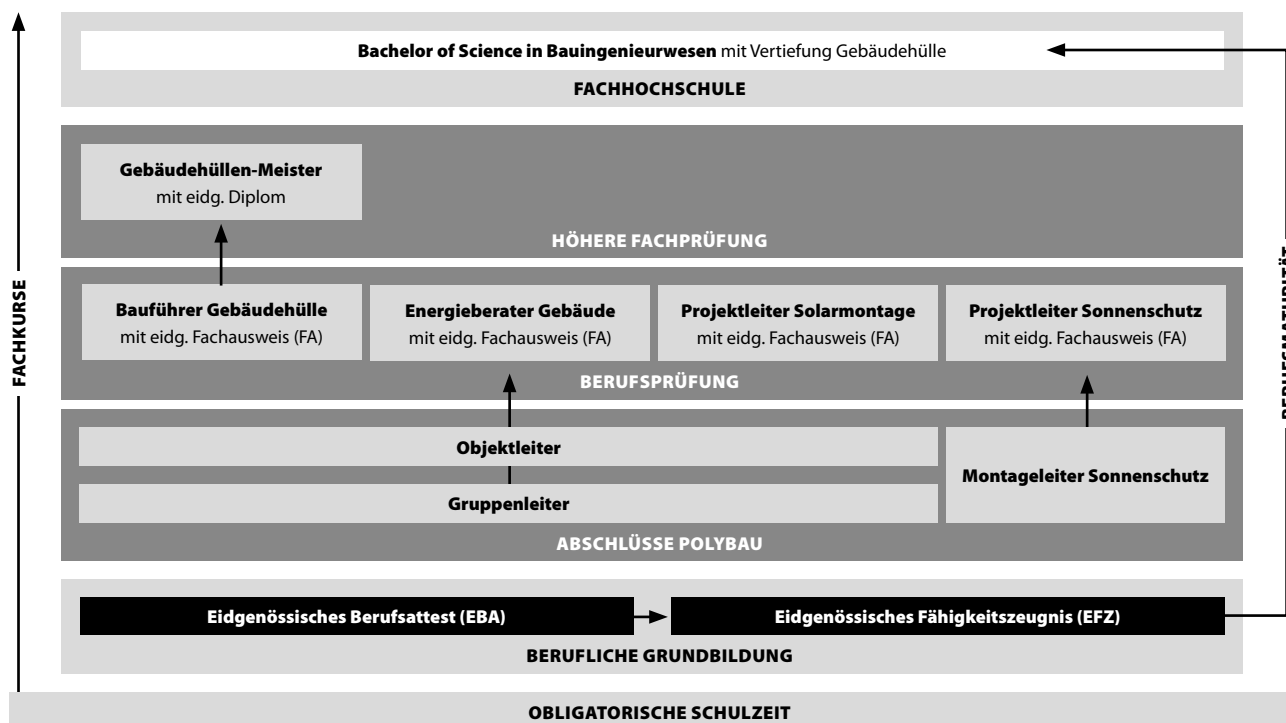 Bachelor of Science in Bauingenieurwesen mit Vertiefung Gebäudehülle
FACHHOCHSCHULE
Gebäudehüllen-Meister
mit eidg. Diplom
HÖHERE FACHPRÜFUNG
Bauführer Gebäudehülle
mit eidg. Fachausweis (FA)
Energieberater Gebäude
mit eidg. Fachausweis (FA)
Projektleiter Solarmontage
mit eidg. Fachausweis (FA)
Projektleiter Sonnenschutz
mit eidg. Fachausweis (FA)
BERUFSPRÜFUNG
Objektleiter
Gruppenleiter
Montageleiter Sonnenschutz
ABSCHLÜSSE POLYBAU
Eidgenössisches Berufsattest (EBA)
Eidgenössisches Fähigkeitszeugnis (EFZ)
BERUFLICHE GRUNDBILDUNG
OBLIGATORISCHE SCHULZEIT
FACHKURSE
BERUFSMATURITÄT